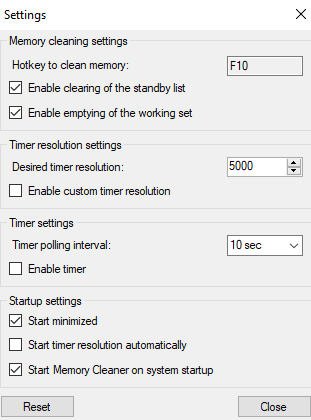 Settings
Memory cleaning settings
Hotkey to clean memory: F10
Enable clearing of the standby list
Enable emptying of the working set
Timer resolution settings
Desired timer resolution: 5000
Enable custom timer resolution
Timer settings
Timer polling interval: 10 sec
Enable timer
Startup settings
Start minimized
Start timer resolution automatically
Start Memory Cleaner on system startup
Reset Close